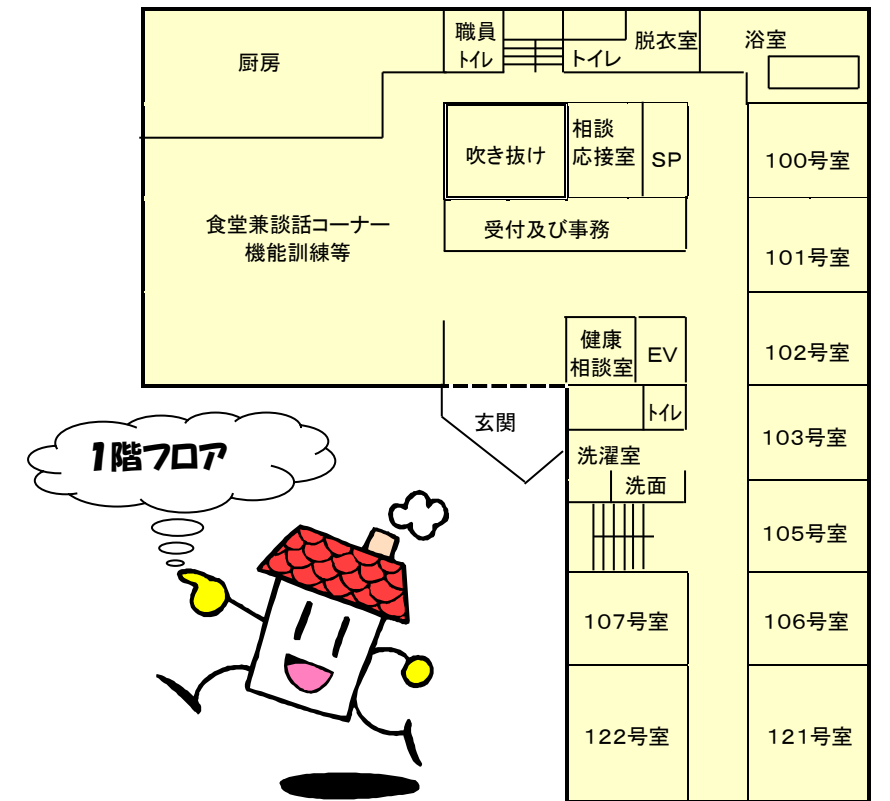 厨房
職員
トイレ
トイレ
脱衣室
浴室
吹き抜け
相談
応接室
SP
100号室
食堂兼談話コーナー
機能訓練等
受付及び事務
101号室
健康
相談室
EV
102号室
トイレ
玄関
103号室
1階フロア
洗濯室
洗面
105号室
107号室
106号室
122号室
121号室